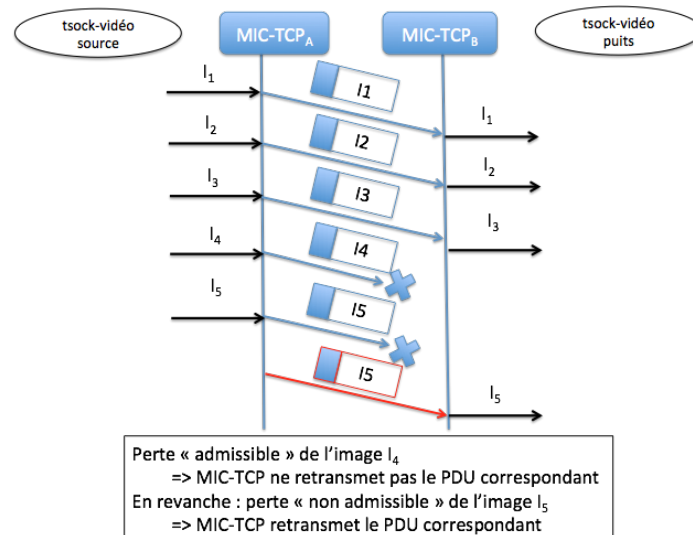 tsock-vidéo
source
MIC-TCPA
MIC-TCPB
tsock-vidéo
puits
I1
I1
I1
I2
I2
I2
I3
I3
I3
I4
I4
I5
I5
I5
I5
Perte « admissible » de l’image I4
=> MIC-TCP ne retransmet pas le PDU correspondant
En revanche : perte « non admissible » de l’image I5
=> MIC-TCP retransmet le PDU correspondant